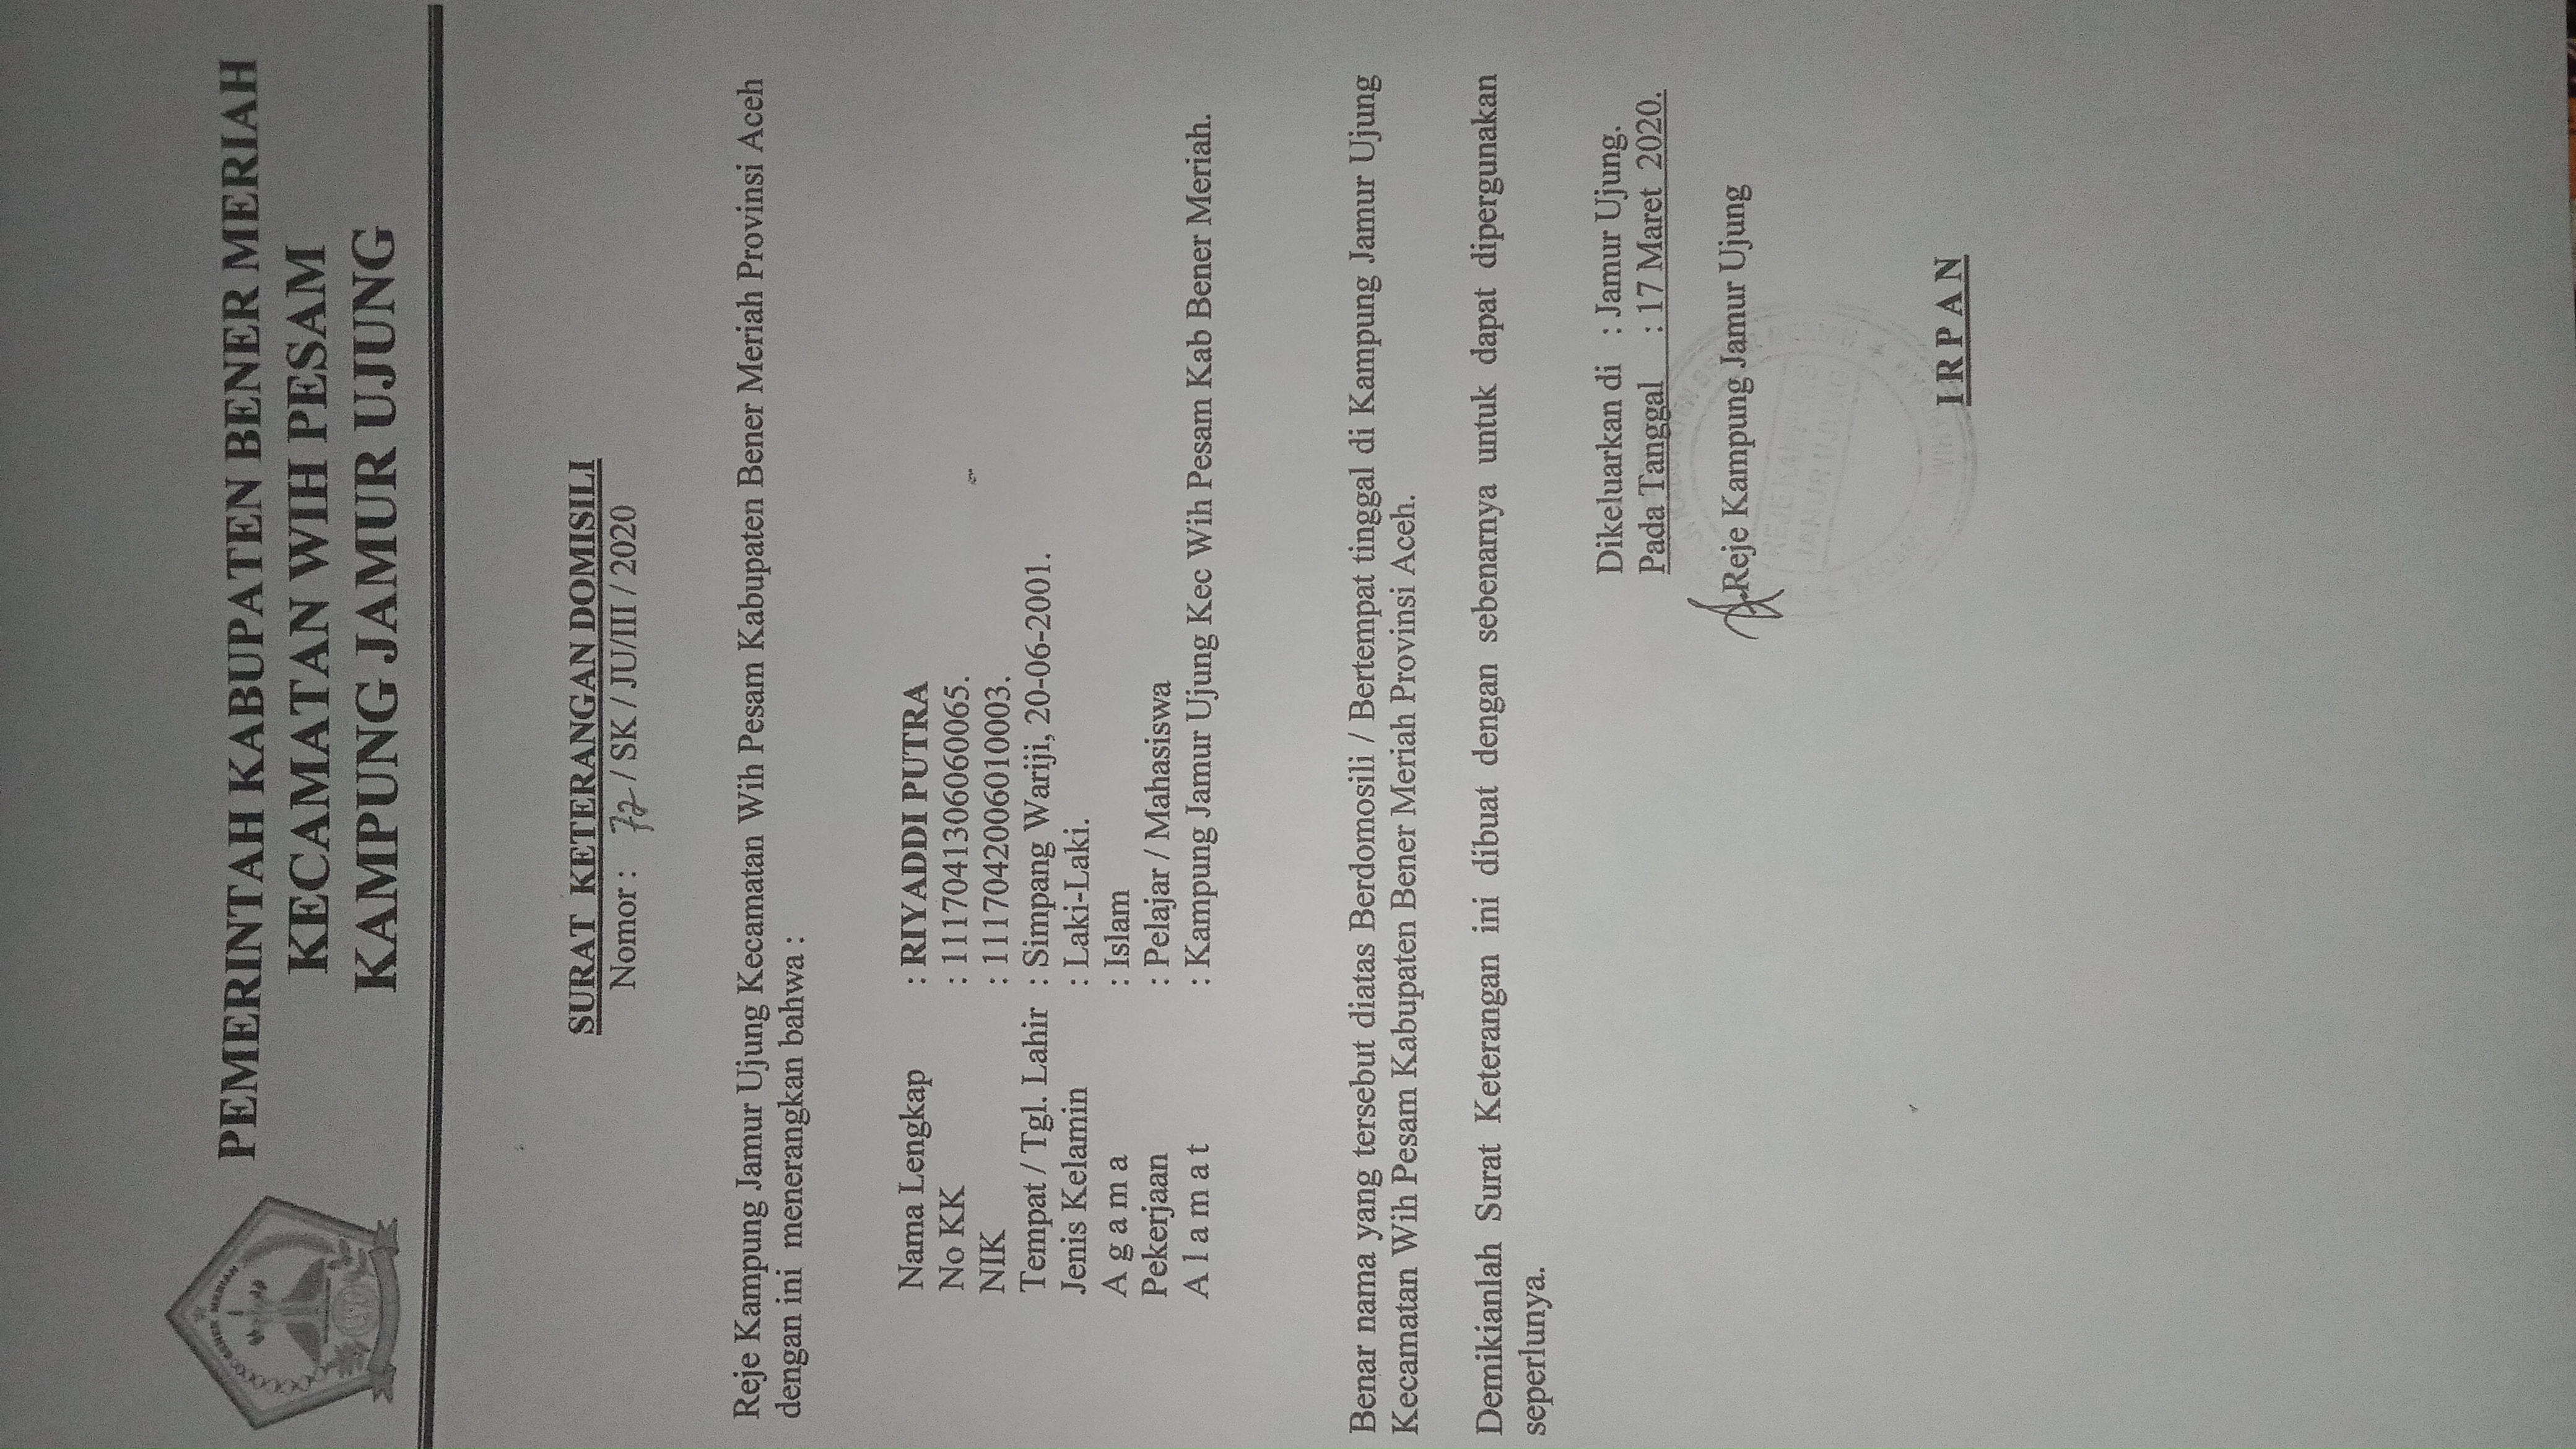 PEMERINTAH KABUPATEN BENER MERIAH
KECAMATAN WIH PESAM
KAMPUNG JAMUR UJUNG
SURAT KETERANGAN DOMISILI
Nomor : 72 / SK / JU/III / 2020
Reje Kampung Jamur Ujung Kecamatan Wih Pesam Kabupaten Bener Meriah Provinsi Aceh
dengan ini menerangkan bahwa :
Nama Lengkap : RIYADDI PUTRA
No KK : 1117041306060065.
NIK : 1117042006010003.
Tempat / Tgl. Lahir : Simpang Wariji, 20-06-2001.
Jenis Kelamin : Laki-Laki.
A g a m a : Islam
Pekerjaan : Pelajar / Mahasiswa
A l a m a t : Kampung Jamur Ujung Kec Wih Pesam Kab Bener Meriah.
Benar nama yang tersebut diatas Berdomosili / Bertempat tinggal di Kampung Jamur Ujung
Kecamatan Wih Pesam Kabupaten Bener Meriah Provinsi Aceh.
Demikianlah Surat Keterangan ini dibuat dengan sebenarnya untuk dapat dipergunakan
seperlunya.
Dikeluarkan di : Jamur Ujung.
Pada Tanggal : 17 Maret 2020.
Reje Kampung Jamur Ujung
I R P A N